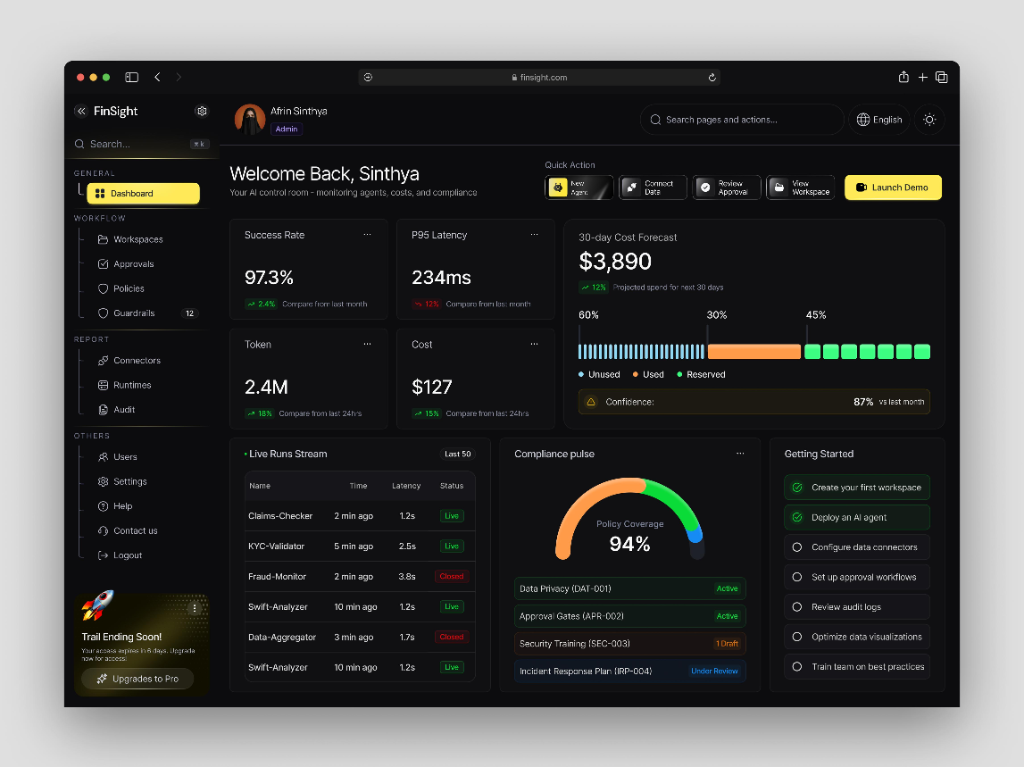 finsight.com
FinSight
Search...
⌘ k
GENERAL
Dashboard
WORKFLOW
Workspaces
Approvals
Policies
Guardrails
12
REPORT
Connectors
Runtimes
Audit
OTHERS
Users
Settings
Help
Contact us
Logout
Trail Ending Soon!
Your access expires in 6 days. Upgrade
now for access:
Upgrades to Pro
Afrin Sinthya
Admin
Search pages and actions...
English
Welcome Back, Sinthya
Your AI control room - monitoring agents, costs, and compliance
Quick Action
New
Agent
Connect
Data
Review
Approval
View
Workspace
Launch Demo
Success Rate
...
97.3%
2.4%
Compare from last month
P95 Latency
...
234ms
12%
Compare from last month
Token
...
2.4M
18%
Compare from last 24hrs
Cost
...
$127
15%
Compare from last 24hrs
30-day Cost Forecast
$3,890
12%
Projected spend for next 30 days
60%
30%
45%
Unused
Used
Reserved
Confidence:
87% vs last month
Live Runs Stream
Last 50
Name Time Latency Status
Claims-Checker 2 min ago 1.2s Live
KYC-Validator 5 min ago 2.5s Live
Fraud-Monitor 2 min ago 3.8s Closed
Swift-Analyzer 10 min ago 1.2s Live
Data-Aggregator 3 min ago 1.7s Closed
Swift-Analyzer 10 min ago 1.2s Live
Compliance pulse
...
Policy Coverage
94%
Data Privacy (DAT-001) Active
Approval Gates (APR-002) Active
Security Training (SEC-003) 1 Draft
Incident Response Plan (IRP-004) Under Review
Getting Started
Create your first workspace
Deploy an AI agent
Configure data connectors
Set up approval workflows
Review audit logs
Optimize data visualizations
Train team on best practices